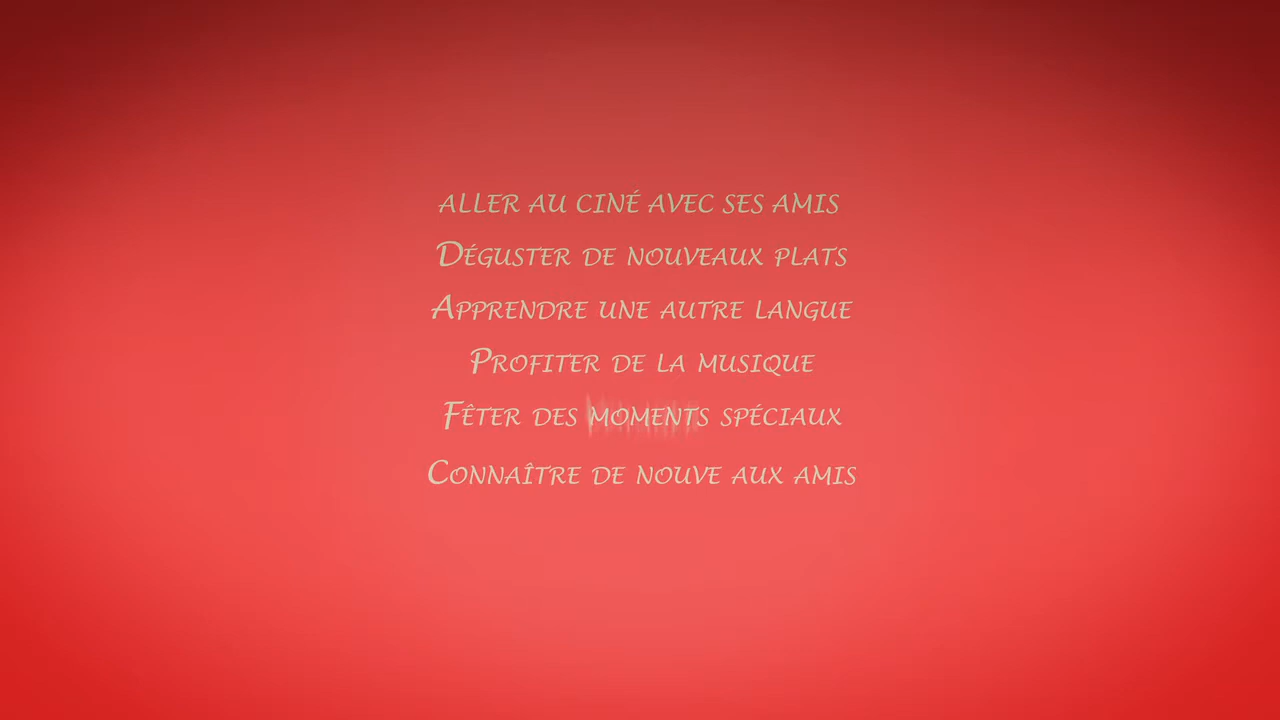 ALLER AU CINÉ AVEC SES AMIS
DÉGUSTER DE NOUVEAUX PLATS
APPRENDRE UNE AUTRE LANGUE
PROFITER DE LA MUSIQUE
FÊTER DES MOMENTS SPÉCIAUX
CONNAÎTRE DE NOUVE AUX AMIS